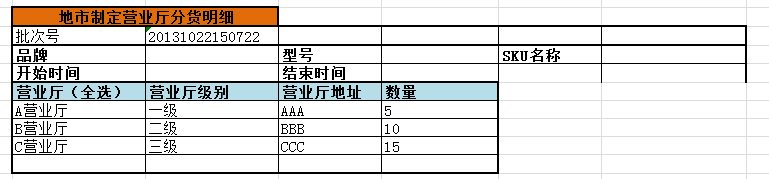 地市制定营业厅分货明细
批次号 20131022150722
品牌 型号 SKU名称
开始时间 结束时间
营业厅（全选） 营业厅级别 营业厅地址 数量
A营业厅 一级 AAA 5
B营业厅 二级 BBB 10
C营业厅 三级 CCC 15